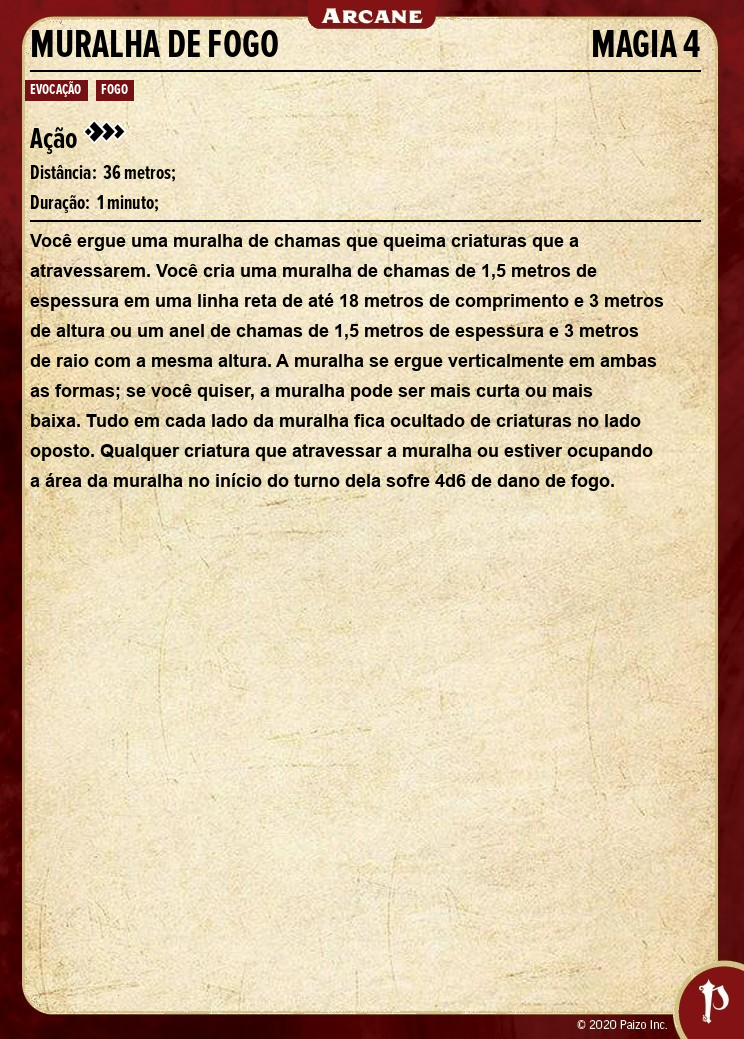 ARCANE
MURALHA DE FOGO MAGIA 4
EVOCAÇÃO FOGO
Ação
Distância: 36 metros;
Duração: 1 minuto;
Você ergue uma muralha de chamas que queima criaturas que a
atravessarem. Você cria uma muralha de chamas de 1,5 metros de
espessura em uma linha reta de até 18 metros de comprimento e 3 metros
de altura ou um anel de chamas de 1,5 metros de espessura e 3 metros
de raio com a mesma altura. A muralha se ergue verticalmente em ambas
as formas; se você quiser, a muralha pode ser mais curta ou mais
baixa. Tudo em cada lado da muralha fica ocultado de criaturas no lado
oposto. Qualquer criatura que atravessar a muralha ou estiver ocupando
a área da muralha no início do turno dela sofre 4d6 de dano de fogo.
© 2020 Paizo Inc.
P